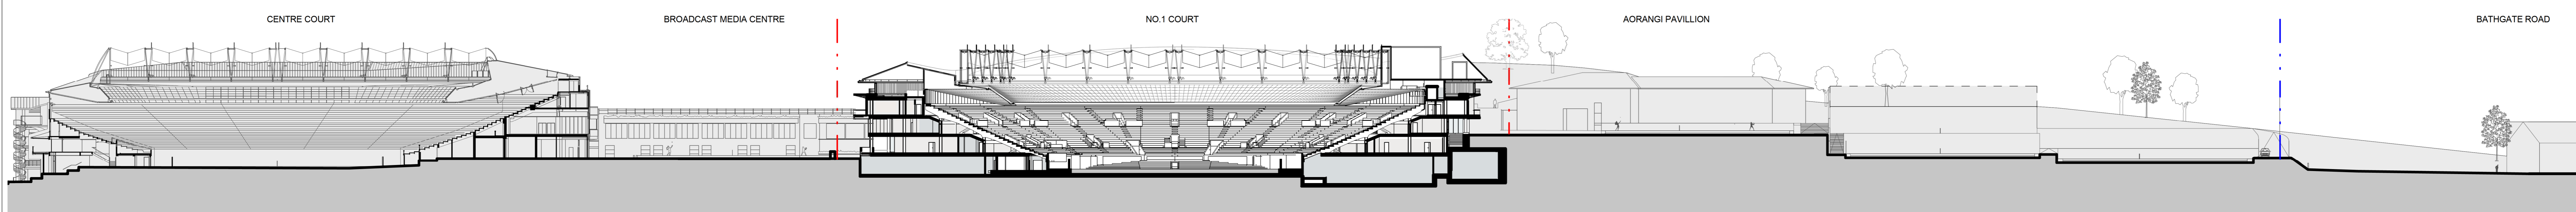 CENTRE COURT
BROADCAST MEDIA CENTRE
NO.1 COURT
AORANGI PAVILLION
BATHGATE ROAD